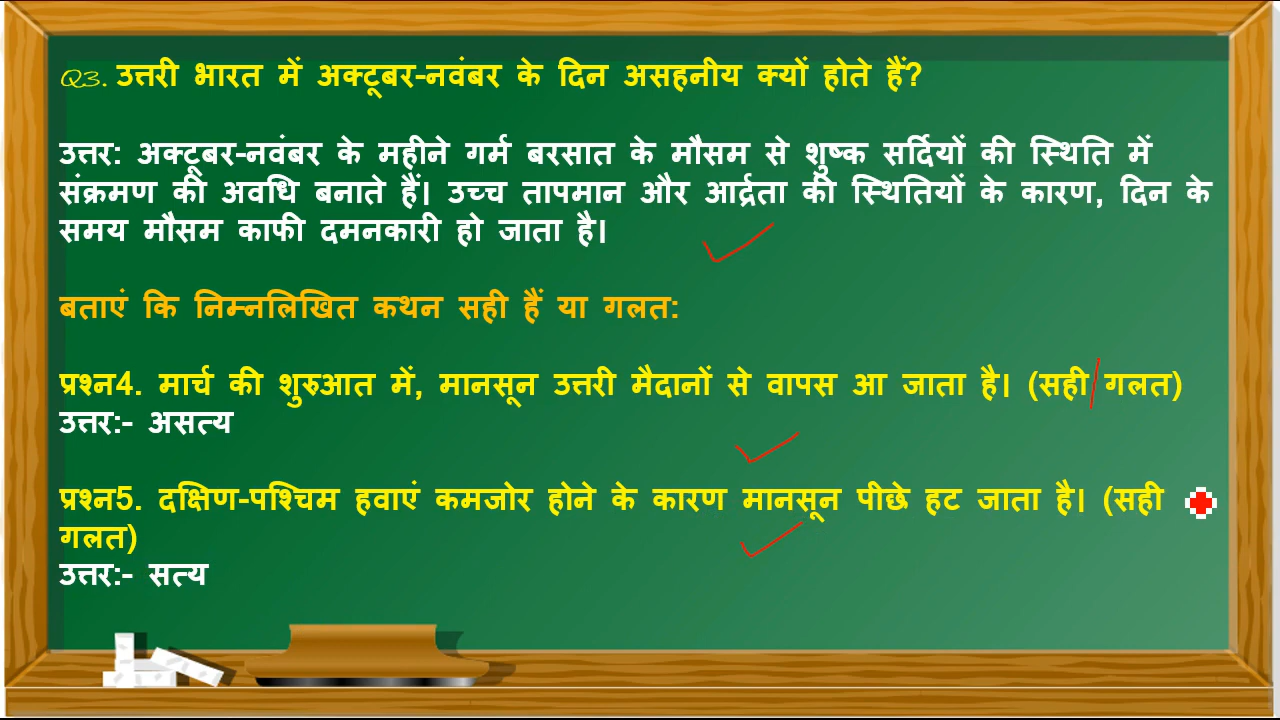 Q3. उत्तरी भारत में अक्टूबर-नवंबर के दिन असहनीय क्यों होते हैं?
उत्तर: अक्टूबर-नवंबर के महीने गर्म बरसात के मौसम से शुष्क सर्दियों की स्थिति में
संक्रमण की अवधि बनाते हैं। उच्च तापमान और आर्द्रता की स्थितियों के कारण, दिन के
समय मौसम काफी दमनकारी हो जाता है।
बताएं कि निम्नलिखित कथन सही हैं या गलत:
प्रश्न4. मार्च की शुरुआत में, मानसून उत्तरी मैदानों से वापस आ जाता है। (सही/गलत)
उत्तर:- असत्य
प्रश्न5. दक्षिण-पश्चिम हवाएं कमजोर होने के कारण मानसून पीछे हट जाता है। (सही
गलत)
उत्तर:- सत्य